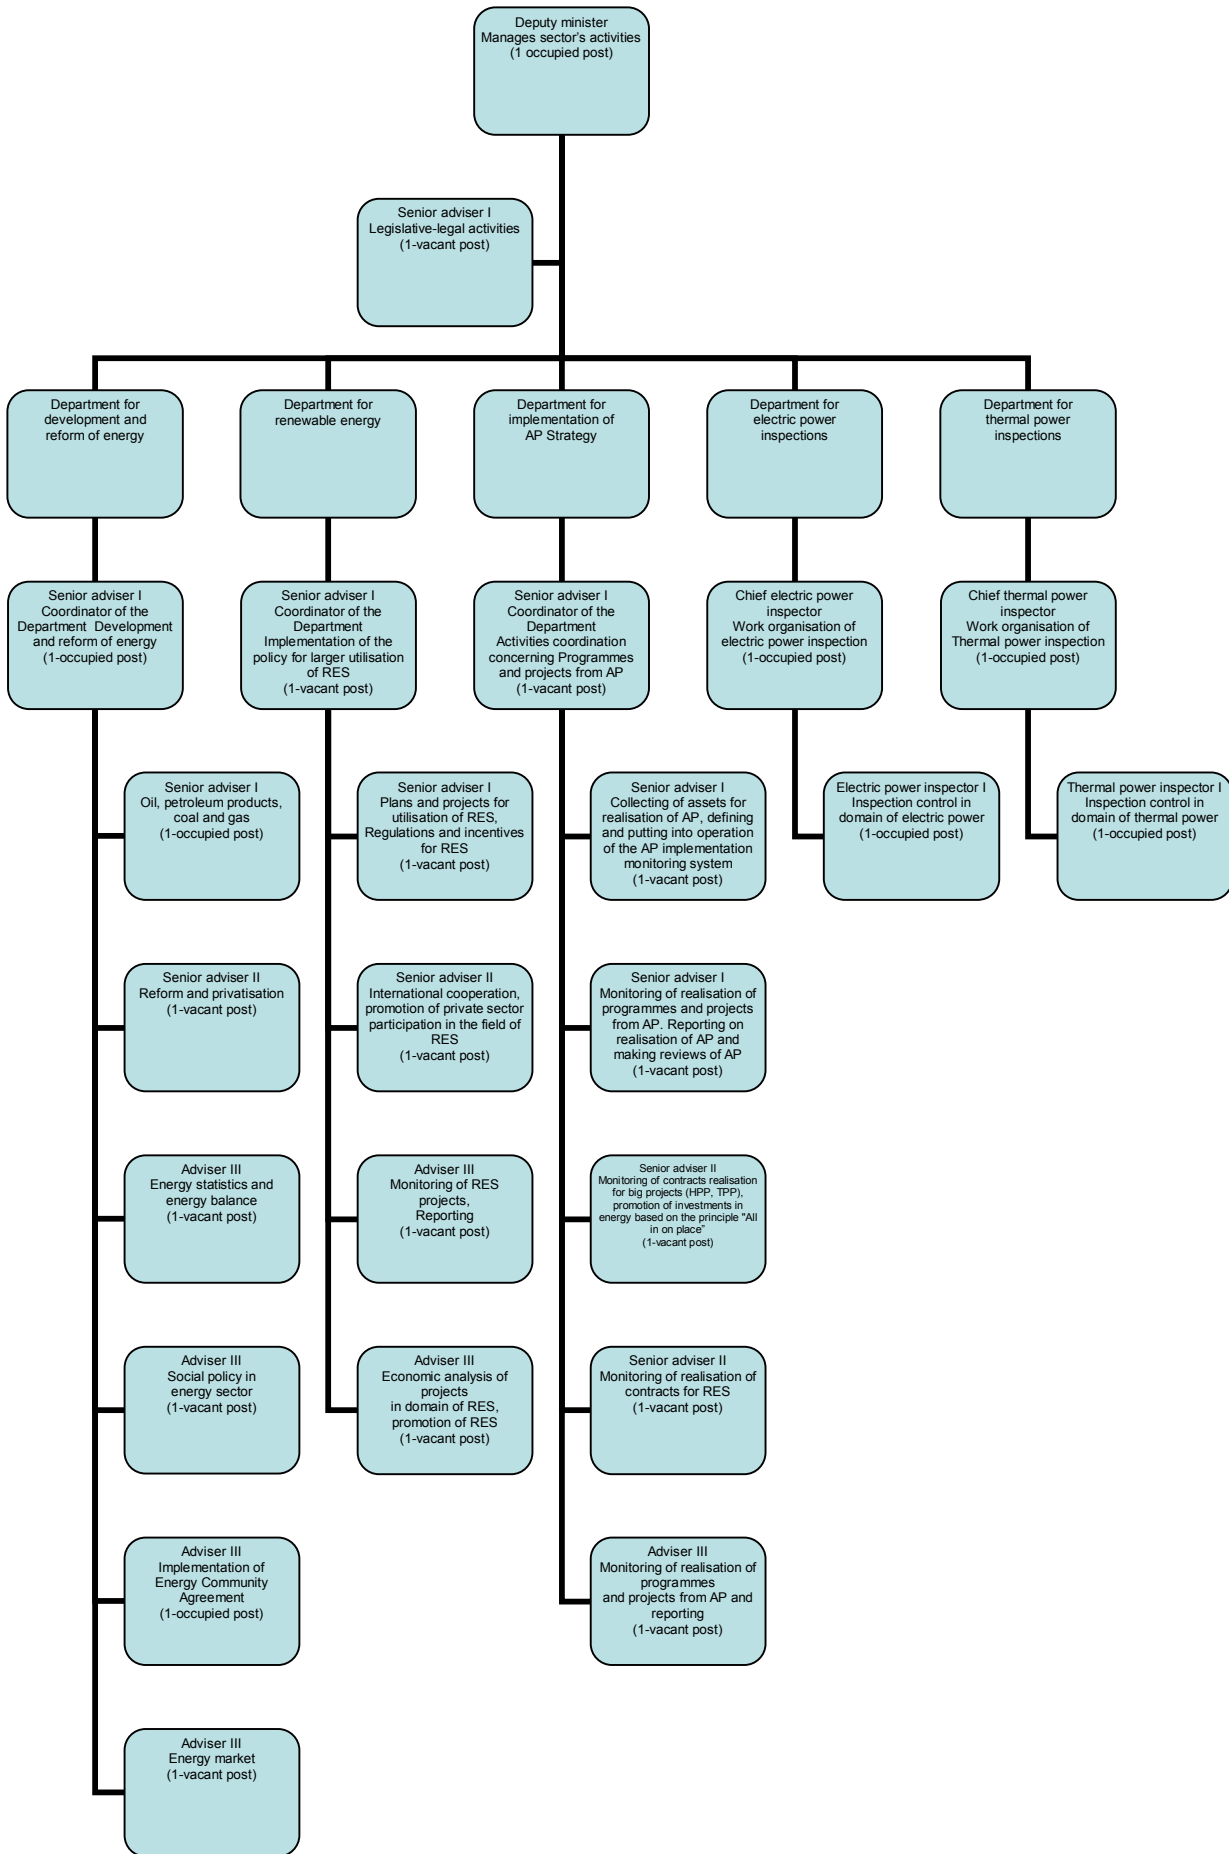 Deputy minister
Manages sector's activities
(1 occupied post)
Senior adviser I
Legislative-legal activities
(1-vacant post)
Department for
development and
reform of energy
Department for
renewable energy
Department for
implementation of
AP Strategy
Department for
electric power
inspections
Department for
thermal power
inspections
Senior adviser I
Coordinator of the
Department Development
and reform of energy
(1-occupied post)
Senior adviser I
Coordinator of the
Department
Implementation of the
policy for larger utilisation
of RES
(1-vacant post)
Senior adviser I
Coordinator of the
Department
Activities coordination
concerning Programmes
and projects from AP
(1-vacant post)
Chief electric power
inspector
Work organisation of
electric power inspection
(1-occupied post)
Chief thermal power
inspector
Work organisation of
Thermal power inspection
(1-occupied post)
Senior adviser I
Oil, petroleum products,
coal and gas
(1-occupied post)
Senior adviser I
Plans and projects for
utilisation of RES,
Regulations and incentives
for RES
(1-vacant post)
Senior adviser I
Collecting of assets for
realisation of AP, defining
and putting into operation
of the AP implementation
monitoring system
(1-vacant post)
Electric power inspector I
Inspection control in
domain of electric power
(1-occupied post)
Thermal power inspector I
Inspection control in
domain of thermal power
(1-occupied post)
Senior adviser II
Reform and privatisation
(1-vacant post)
Senior adviser II
International cooperation,
promotion of private sector
participation in the field of
RES
(1-vacant post)
Senior adviser I
Monitoring of realisation of
programmes and projects
from AP. Reporting on
realisation of AP and
making reviews of AP
(1-vacant post)
Adviser III
Energy statistics and
energy balance
(1-vacant post)
Adviser III
Monitoring of RES
projects,
Reporting
(1-vacant post)
Senior adviser II
Monitoring of contracts realisation
for big projects (HPP, TPP),
promotion of investments in
energy based on the principle "All
in on place”
(1-vacant post)
Adviser III
Social policy in
energy sector
(1-vacant post)
Adviser III
Economic analysis of
projects
in domain of RES,
promotion of RES
(1-vacant post)
Senior adviser II
Monitoring of realisation of
contracts for RES
(1-vacant post)
Adviser III
Implementation of
Energy Community
Agreement
(1-occupied post)
Adviser III
Monitoring of realisation of
programmes
and projects from AP and
reporting
(1-vacant post)
Adviser III
Energy market
(1-vacant post)